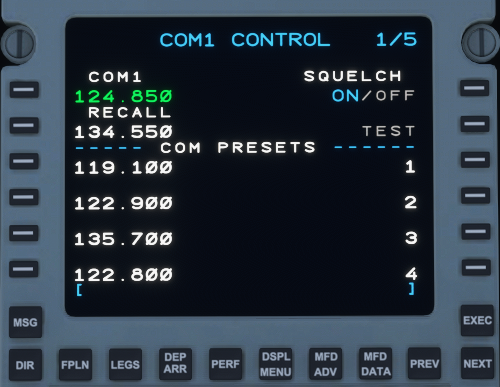 COM1 CONTROL 1/5
COM1 SQUELCH
124.850 ON/OFF
RECALL
134.550 TEST
----- COM PRESETS ------
119.100 1
122.900 2
135.700 3
122.800 4
[ ]
MSG EXEC
DIR FPLN LEGS DEP ARR PERF DSPL MENU MFD ADV MFD DATA PREV NEXT